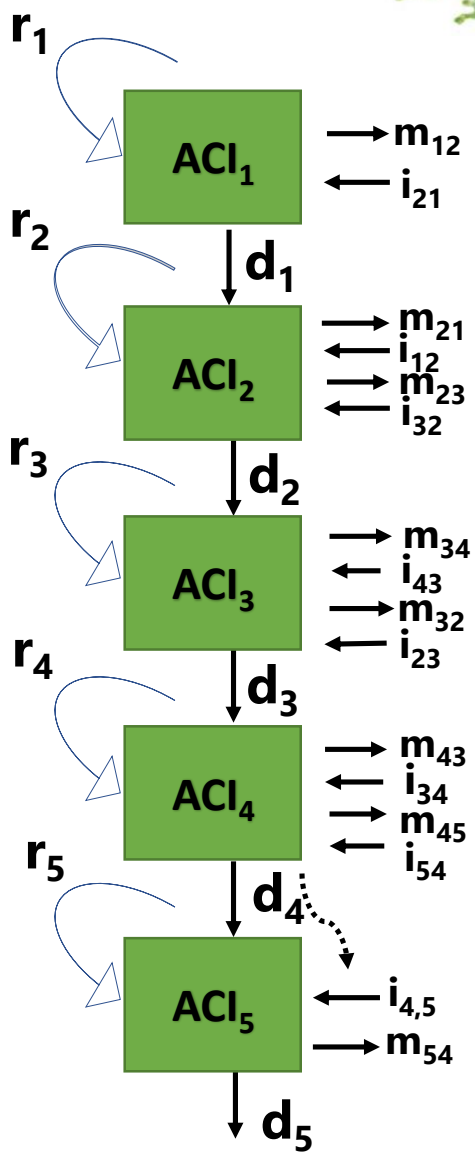 r₁
ACI₁
m₁₂
i₂₁
r₂
d₁
ACI₂
m₂₁
i₁₂
m₂₃
i₃₂
r₃
d₂
ACI₃
m₃₄
i₄₃
m₃₂
i₂₃
r₄
d₃
ACI₄
m₄₃
i₃₄
m₄₅
i₅₄
r₅
d₄
ACI₅
i₄,₅
m₅₄
d₅